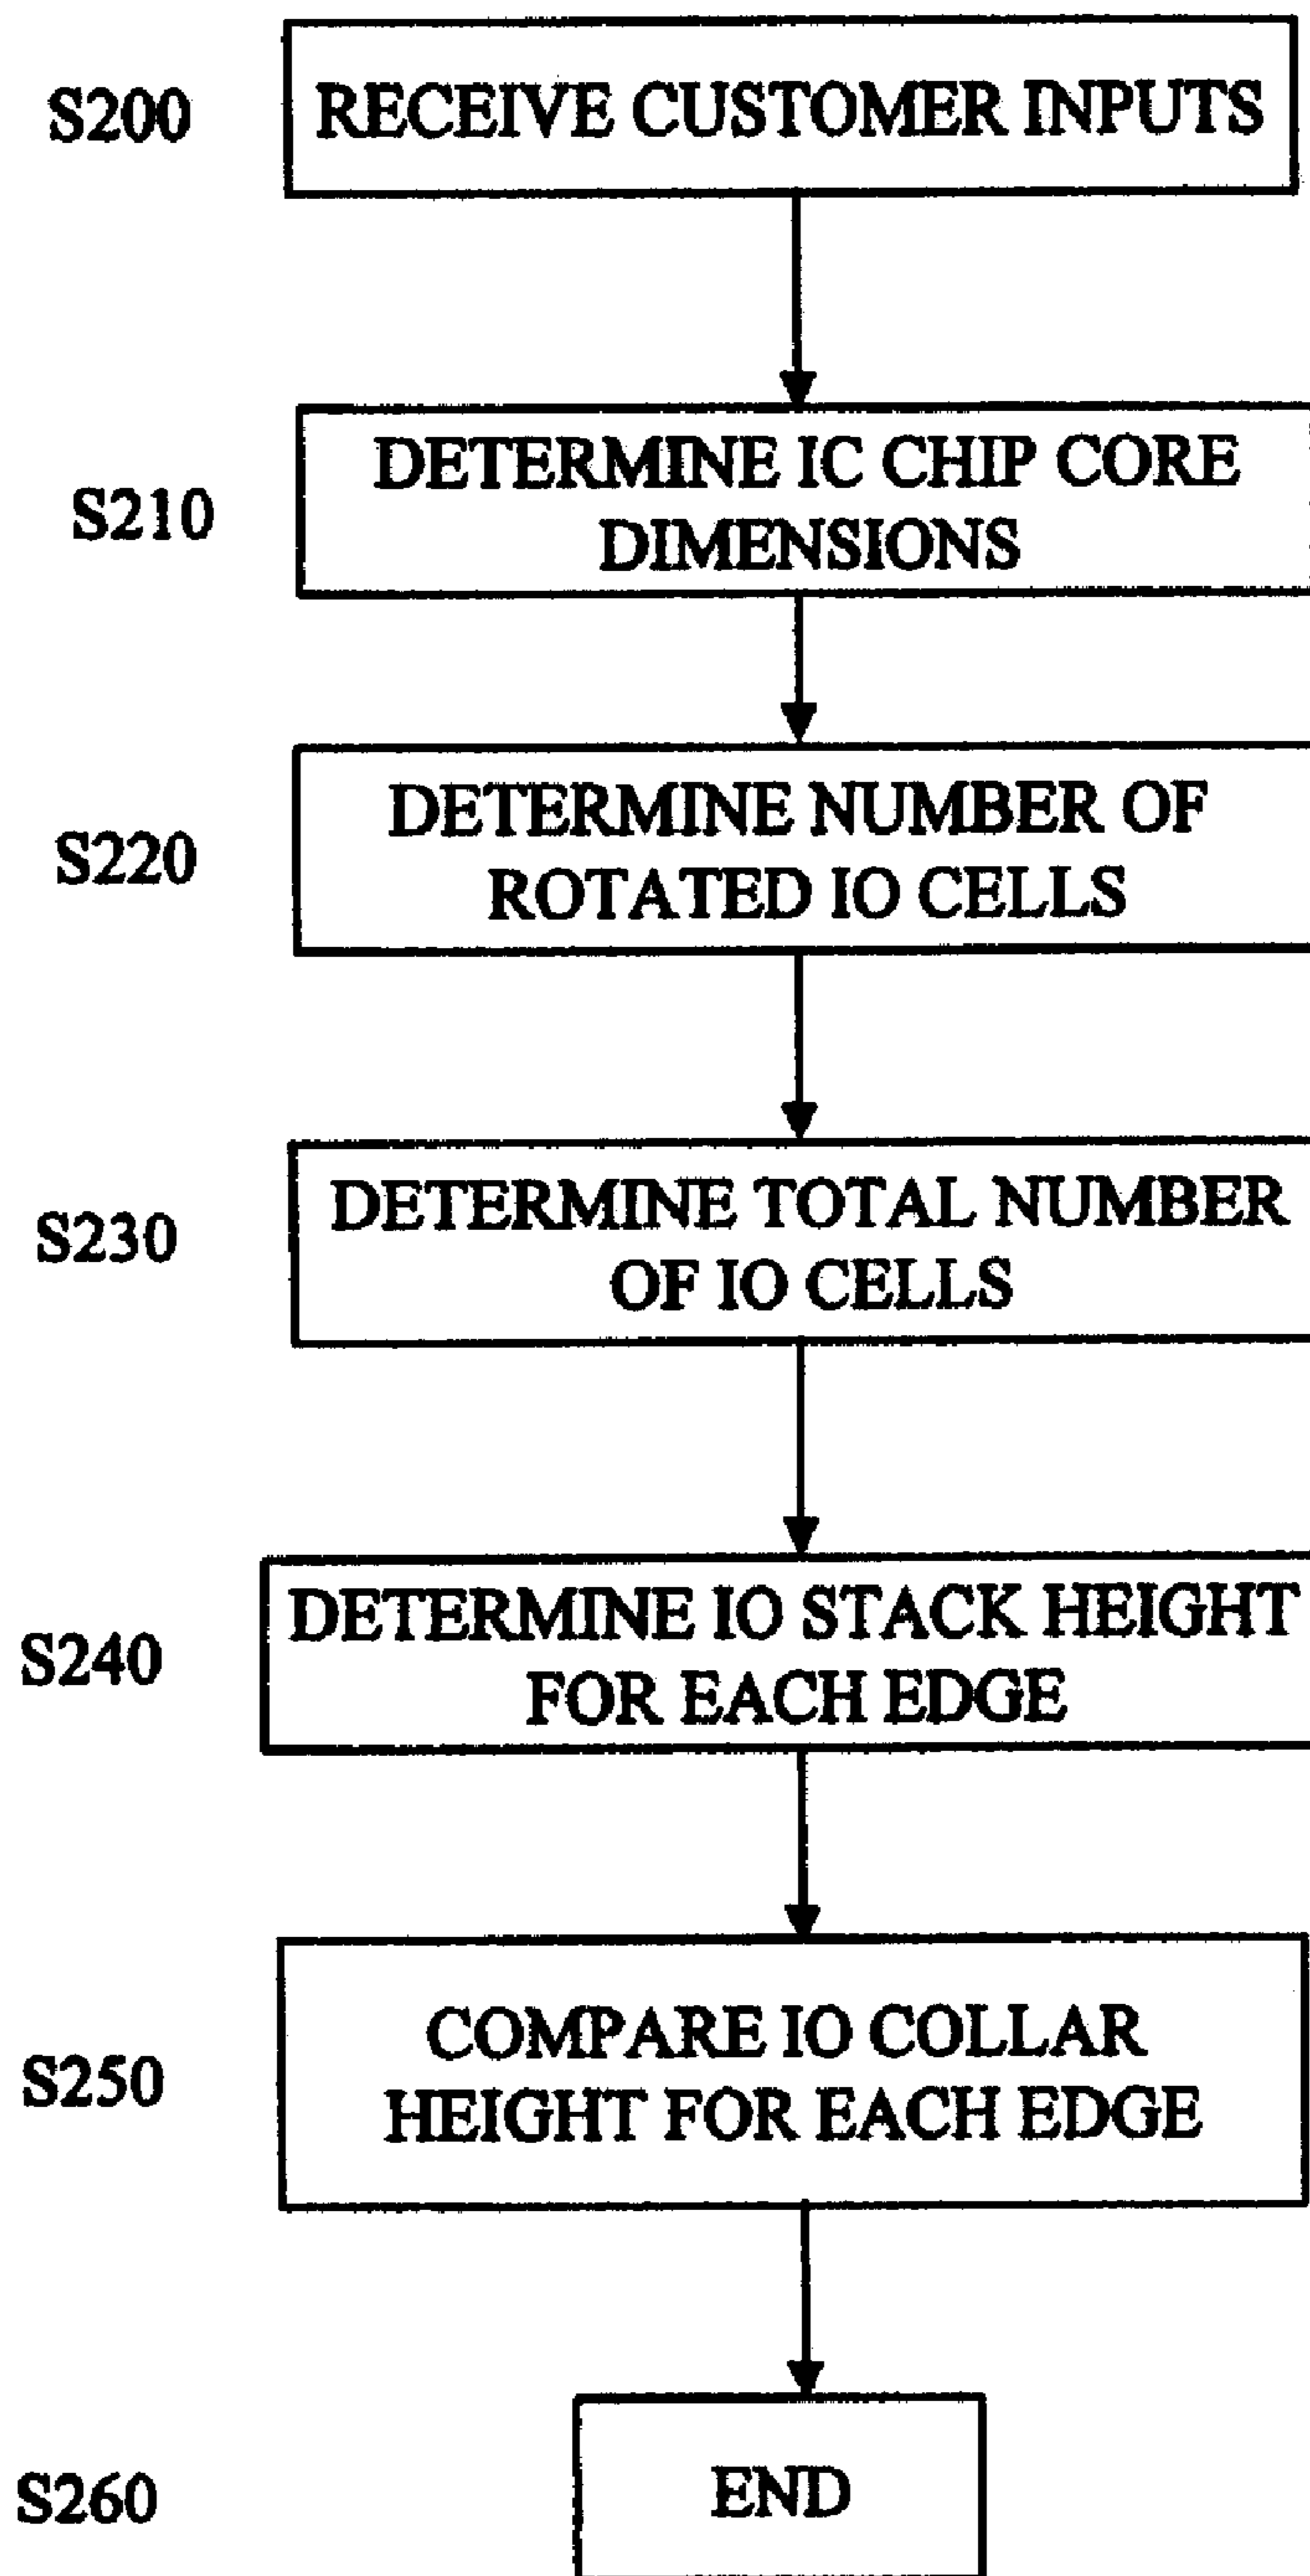 S200
RECEIVE CUSTOMER INPUTS
S210
DETERMINE IC CHIP CORE
DIMENSIONS
S220
DETERMINE NUMBER OF
ROTATED IO CELLS
S230
DETERMINE TOTAL NUMBER
OF IO CELLS
S240
DETERMINE IO STACK HEIGHT
FOR EACH EDGE
S250
COMPARE IO COLLAR
HEIGHT FOR EACH EDGE
S260
END